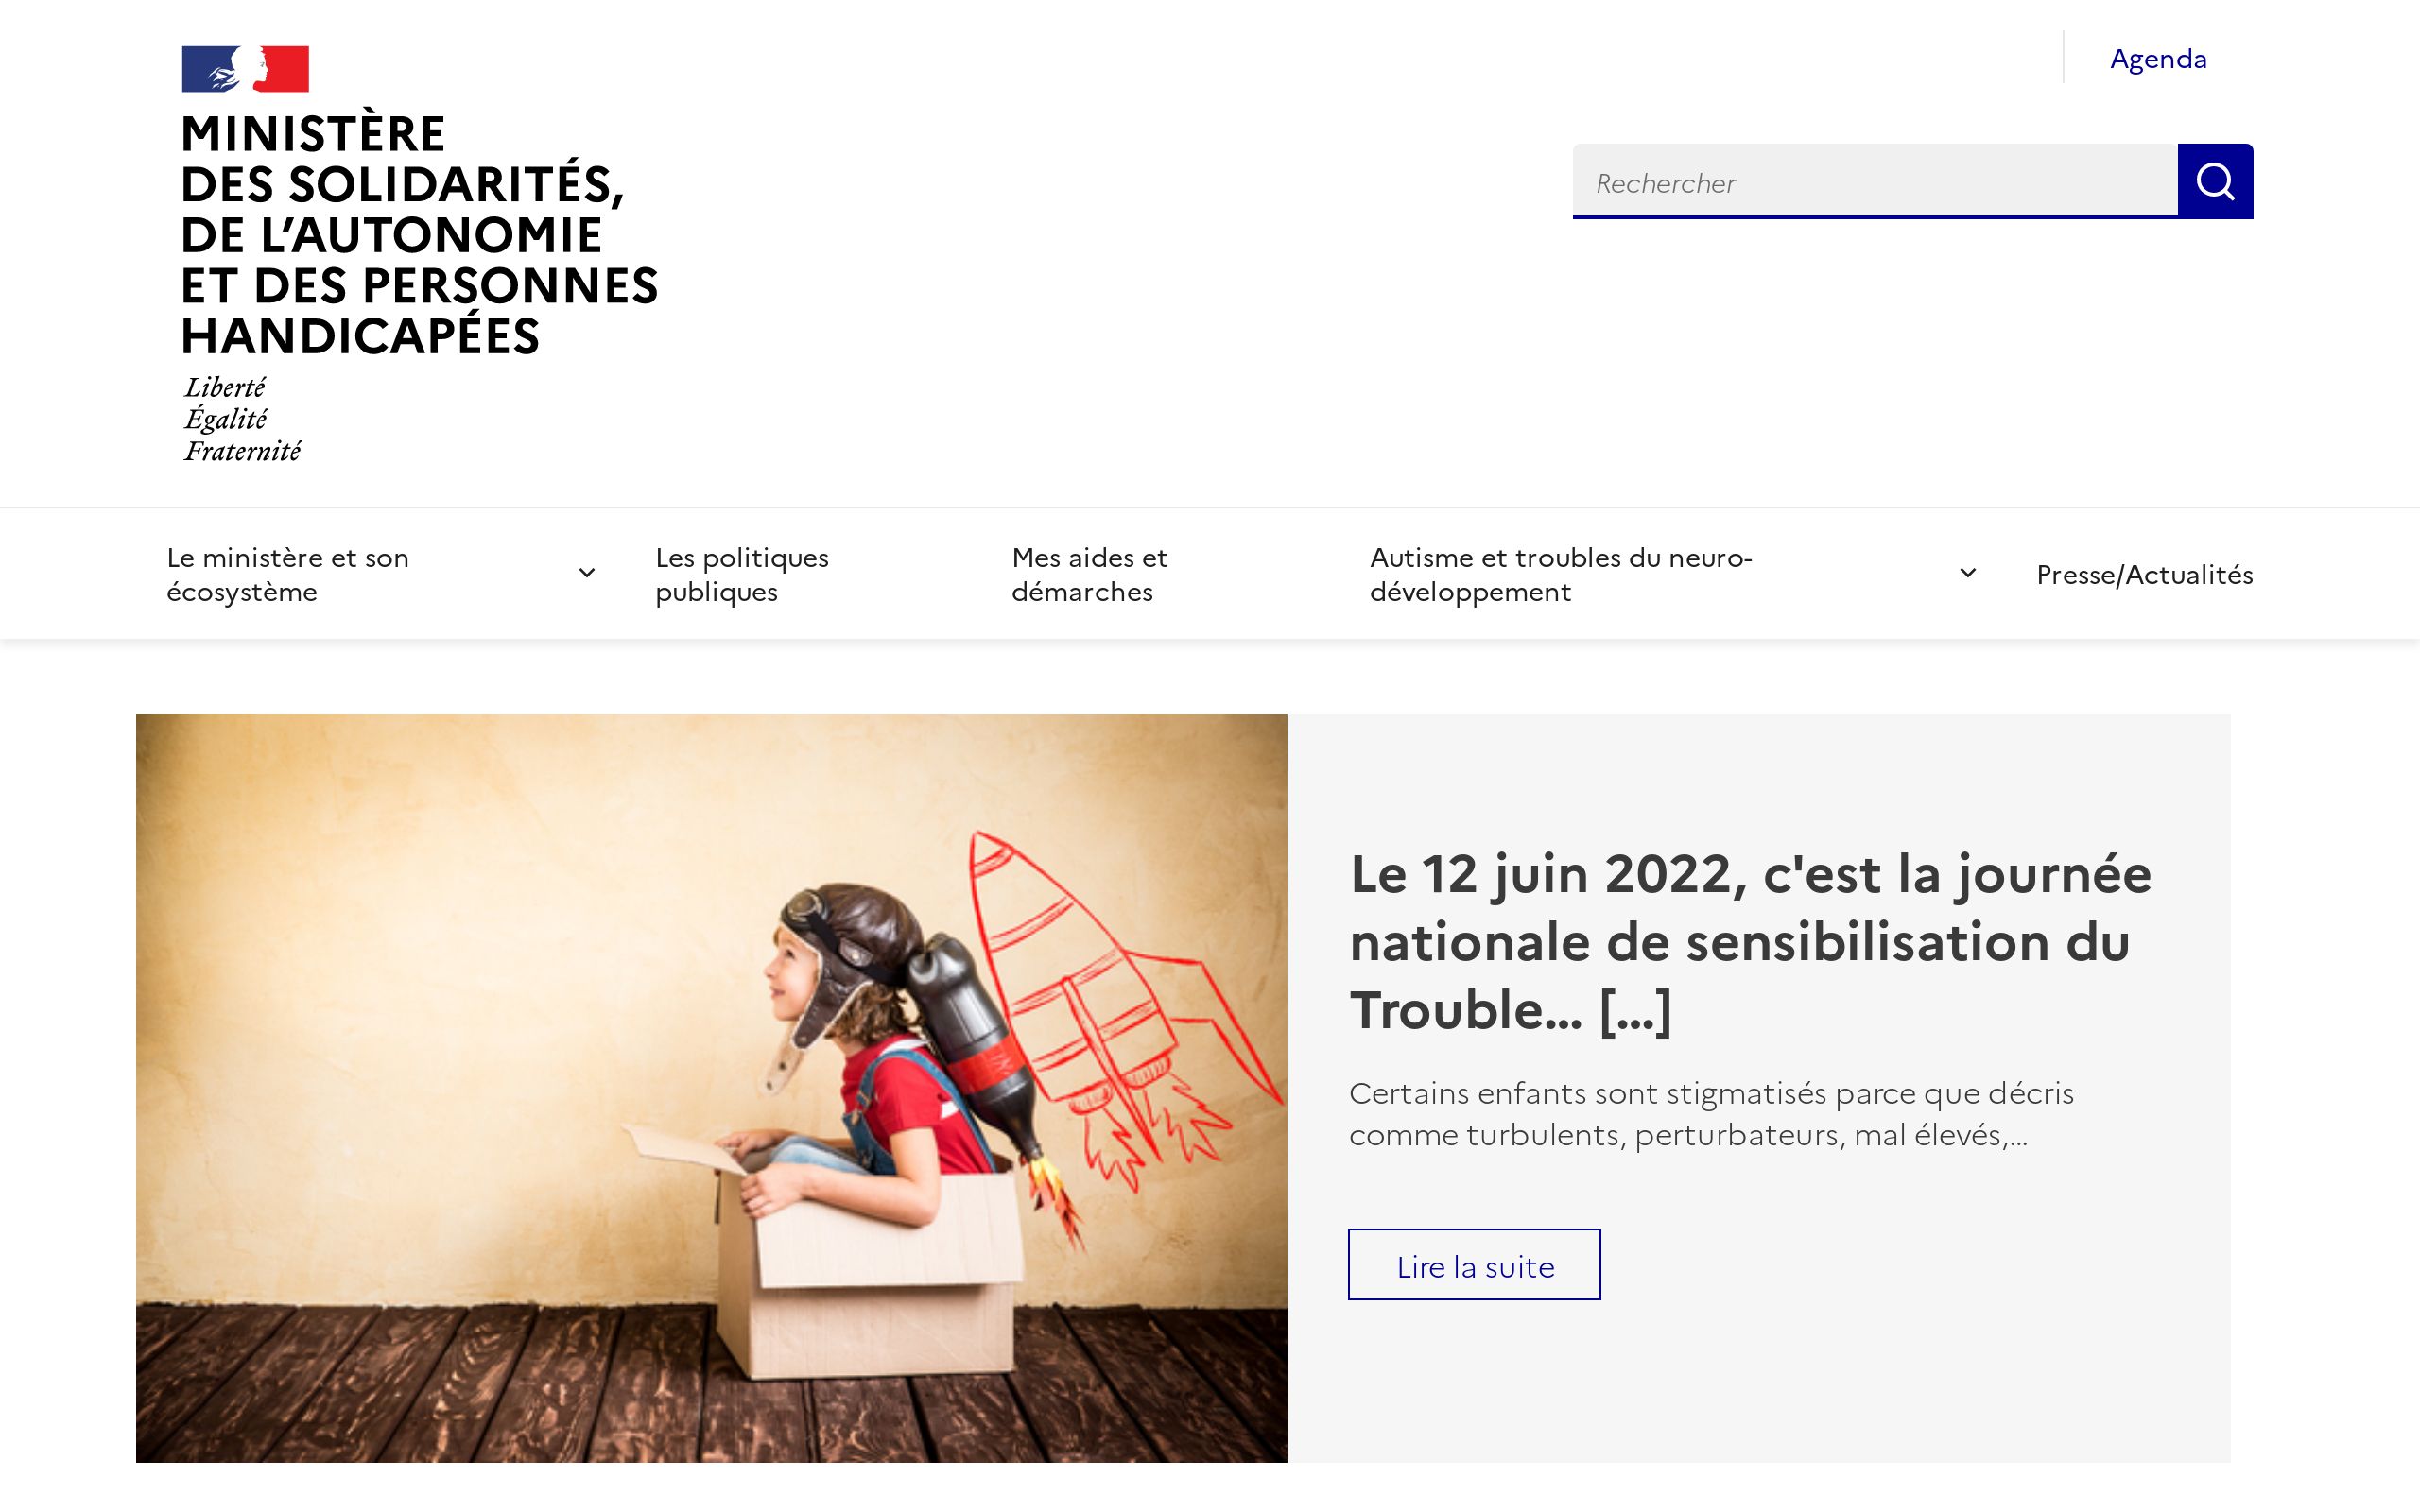 Agenda
MINISTÈRE
DES SOLIDARITÉS,
DE L’AUTONOMIE
ET DES PERSONNES
HANDICAPÉES
Liberté
Égalité
Fraternité
Rechercher
Le ministère et son
écosystème
Les politiques
publiques
Mes aides et
démarches
Autisme et troubles du neuro-
développement
Presse/Actualités
Le 12 juin 2022, c'est la journée
nationale de sensibilisation du
Trouble... [...]
Certains enfants sont stigmatisés parce que décris
comme turbulents, perturbateurs, mal élevés,...
Lire la suite